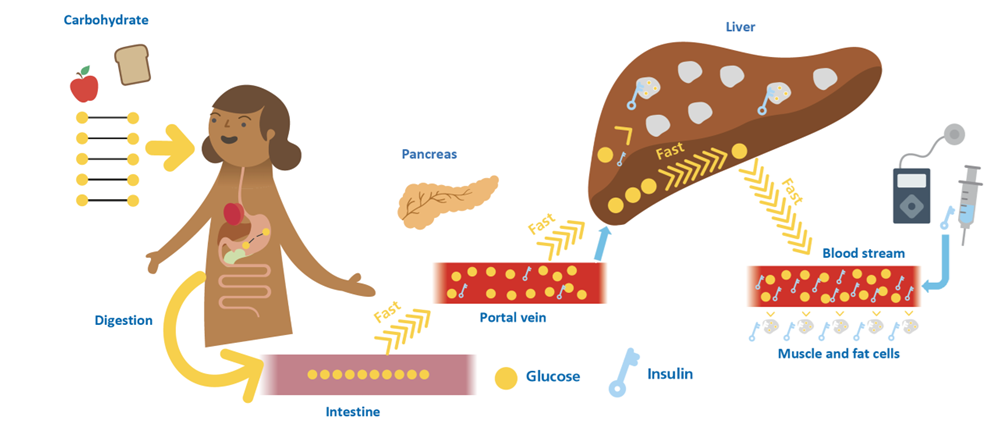 Carbohydrate
Liver
Pancreas
Fast
Fast
Fast
Blood stream
Digestion
Fast
Portal vein
Muscle and fat cells
Glucose
Insulin
Intestine